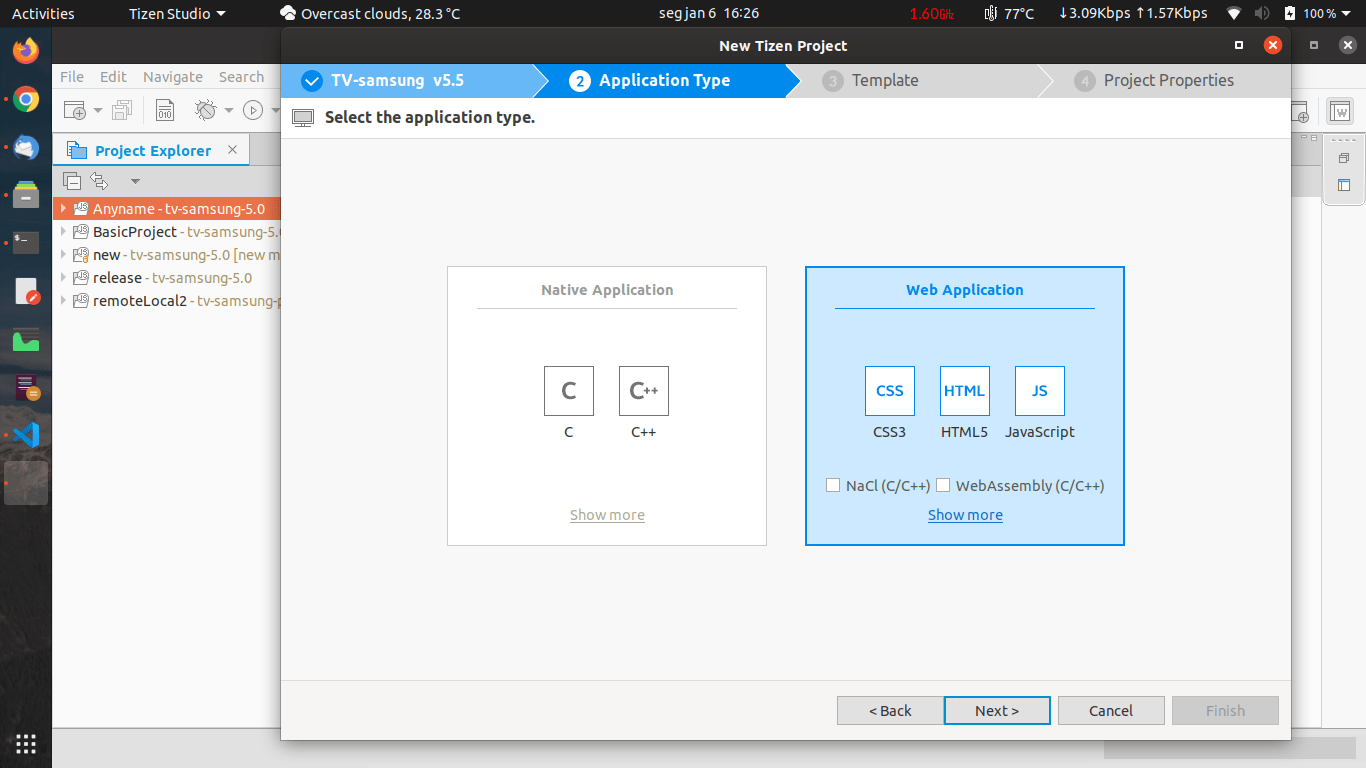 Activities Tizen Studio Overcast clouds, 28.3 °C seg jan 6 16:26 1.60GHz 77°C ↓3.09Kbps ↑1.57Kbps 100 %
New Tizen Project
File Edit Navigate Search
TV-samsung v5.5 2 Application Type 3 Template 4 Project Properties
Select the application type.
010
W
Project Explorer
Anyname - tv-samsung-5.0
BasicProject - tv-samsung-5.0
new - tv-samsung-5.0 [new m
release - tv-samsung-5.0
remoteLocal2 - tv-samsung-p
Native Application
C C++
C C++
Show more
Web Application
CSS HTML JS
CSS3 HTML5 JavaScript
NaCl (C/C++) WebAssembly (C/C++)
Show more
< Back Next > Cancel Finish